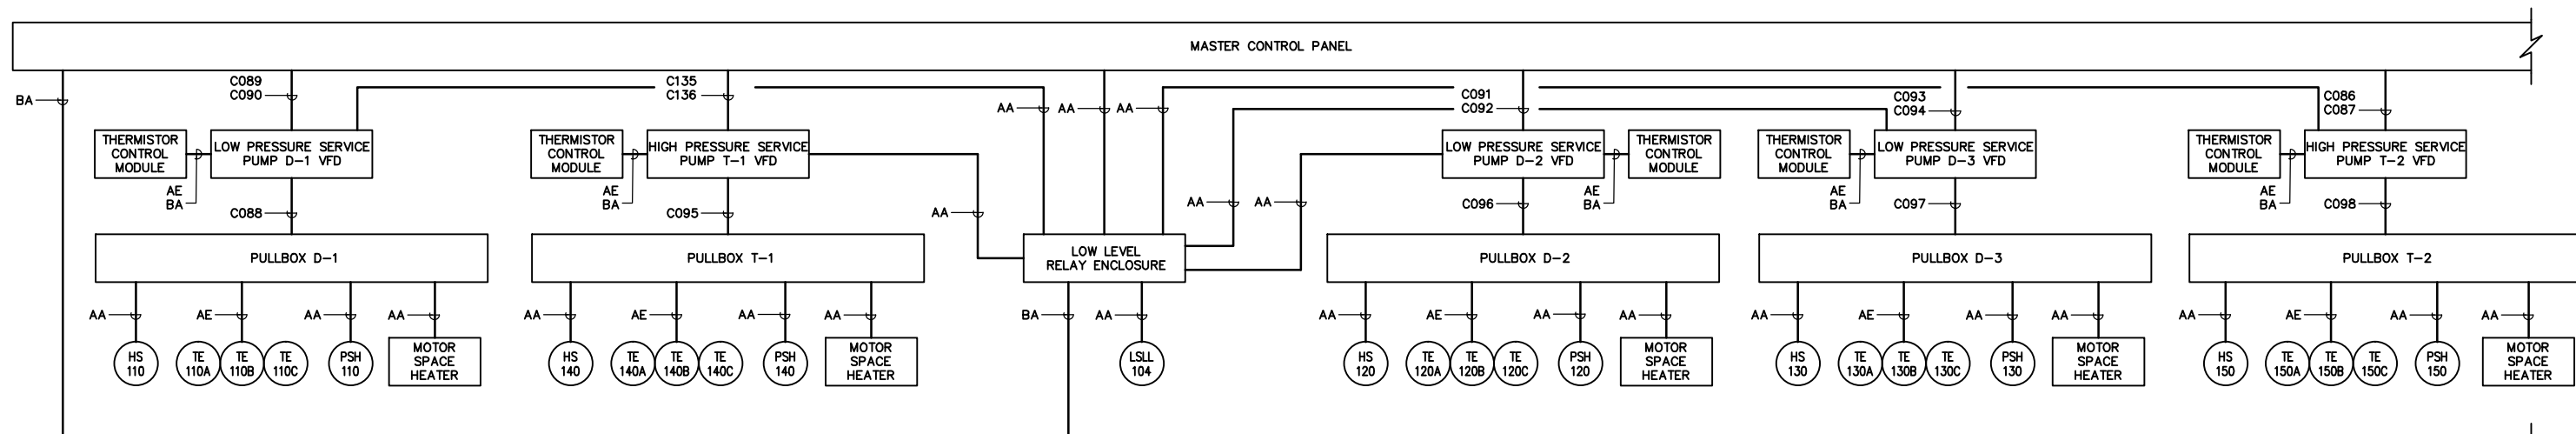 MASTER CONTROL PANEL
BA
C089
C090
C135
C136
AA
AA
AA
C091
C092
C093
C094
C086
C087
THERMISTOR
CONTROL
MODULE
LOW PRESSURE SERVICE
PUMP D-1 VFD
THERMISTOR
CONTROL
MODULE
HIGH PRESSURE SERVICE
PUMP T-1 VFD
LOW PRESSURE SERVICE
PUMP D-2 VFD
THERMISTOR
CONTROL
MODULE
THERMISTOR
CONTROL
MODULE
LOW PRESSURE SERVICE
PUMP D-3 VFD
THERMISTOR
CONTROL
MODULE
HIGH PRESSURE SERVICE
PUMP T-2 VFD
AE
BA
C088
AE
BA
C095
AA
AA
AA
C096
AE
BA
AE
BA
C097
AE
BA
C098
PULLBOX D-1
PULLBOX T-1
LOW LEVEL
RELAY ENCLOSURE
PULLBOX D-2
PULLBOX D-3
PULLBOX T-2
AA
AE
AA
AA
AA
AE
AA
AA
BA
AA
AA
AE
AA
AA
AA
AE
AA
AA
AA
AE
AA
AA
HS
110
TE
110A
TE
110B
TE
110C
PSH
110
MOTOR
SPACE
HEATER
HS
140
TE
140A
TE
140B
TE
140C
PSH
140
MOTOR
SPACE
HEATER
LSLL
104
HS
120
TE
120A
TE
120B
TE
120C
PSH
120
MOTOR
SPACE
HEATER
HS
130
TE
130A
TE
130B
TE
130C
PSH
130
MOTOR
SPACE
HEATER
HS
150
TE
150A
TE
150B
TE
150C
PSH
150
MOTOR
SPACE
HEATER